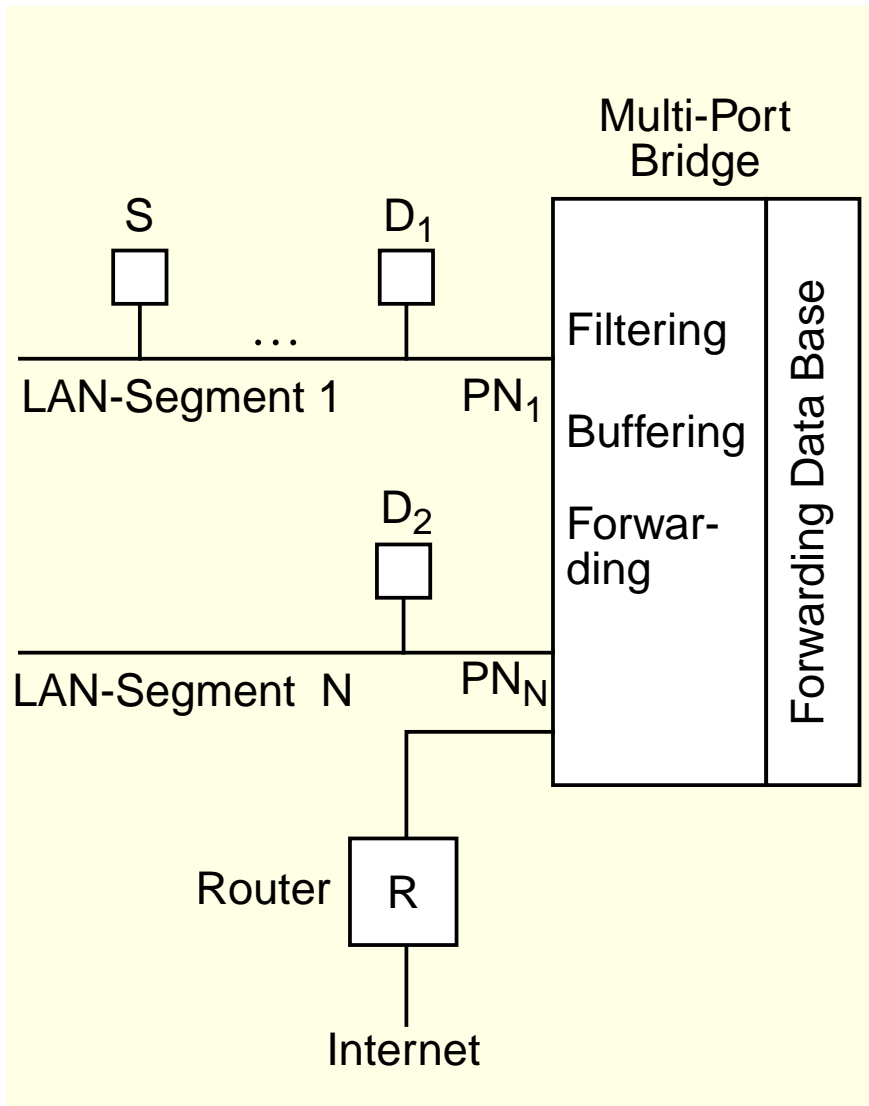 Multi-Port
Bridge
S
D₁
Filtering
...
LAN-Segment 1
PN₁
Buffering
D₂
Forwar-
ding
LAN-Segment N
PN_N
Forwarding Data Base
Router
R
Internet